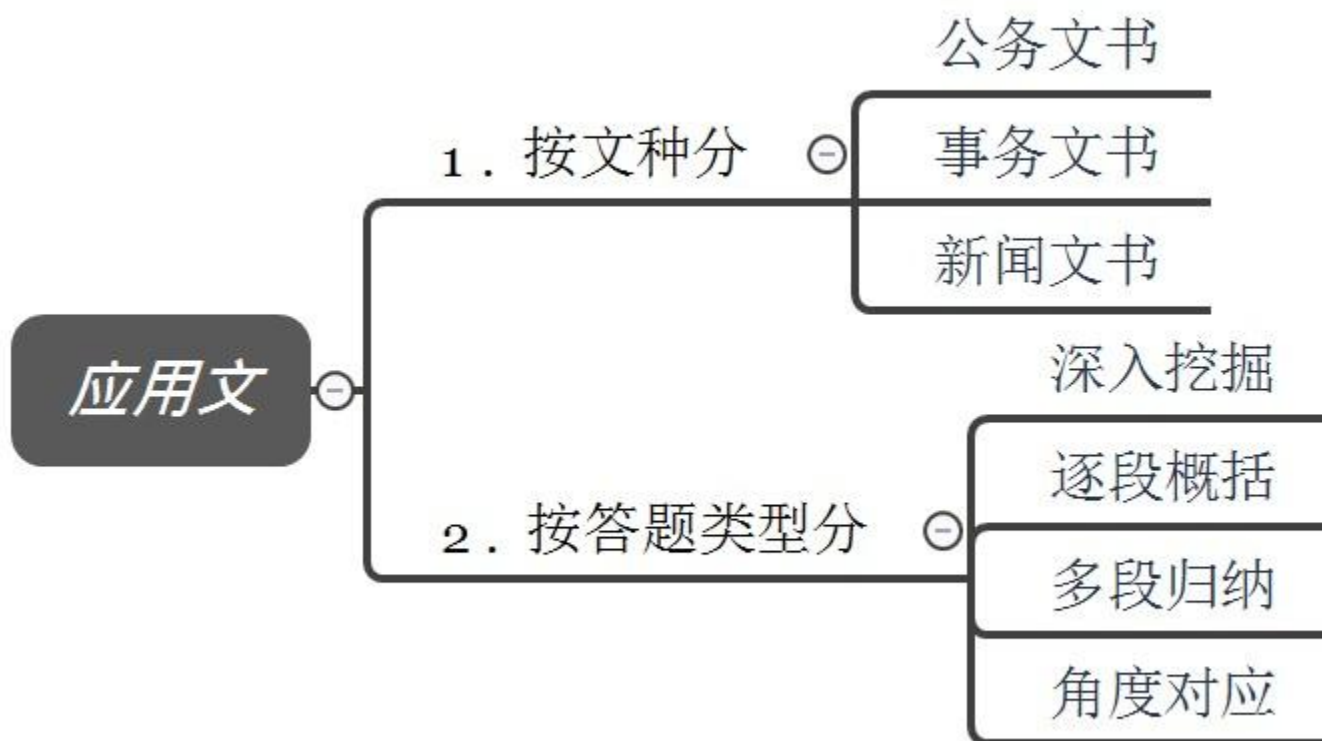 应用文
1. 按文种分
公务文书
事务文书
新闻文书
2. 按答题类型分
深入挖掘
逐段概括
多段归纳
角度对应